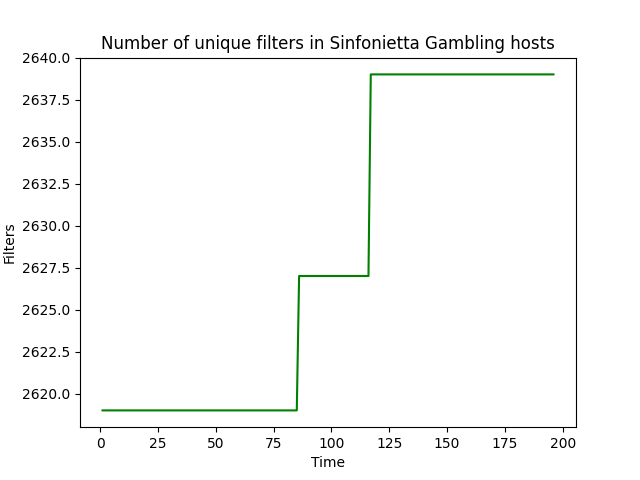 Number of unique filters in Sinfonietta Gambling hosts
2640.0
2637.5
2635.0
2632.5
2630.0
2627.5
2625.0
2622.5
2620.0
Filters
0 25 50 75 100 125 150 175 200
Time